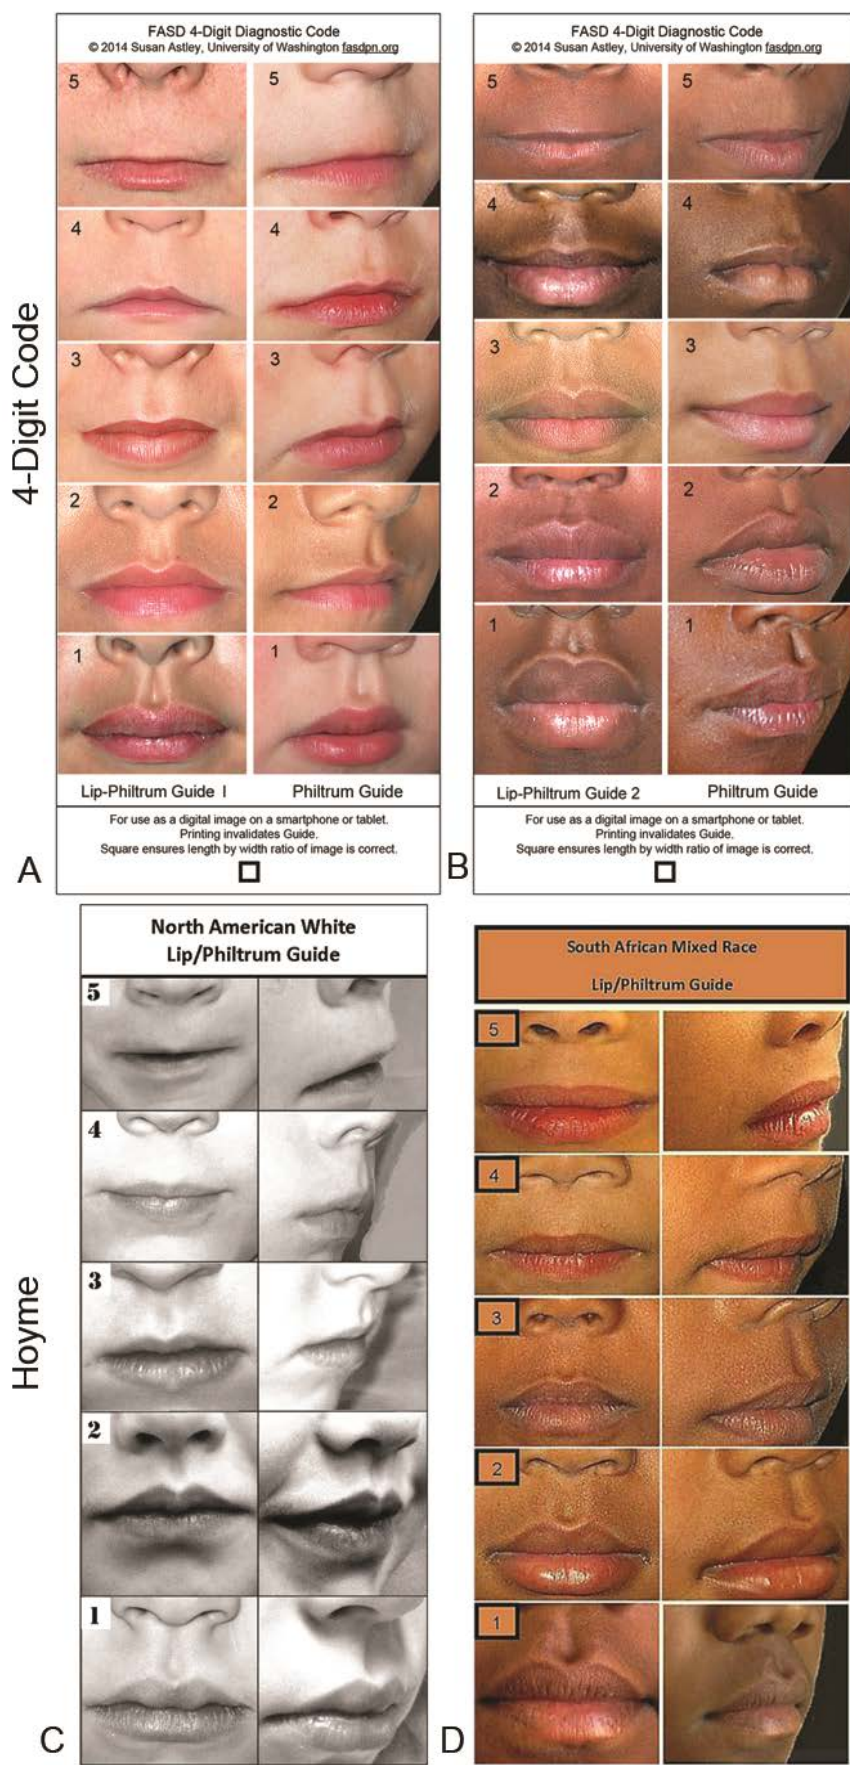 4-Digit Code
FASD 4-Digit Diagnostic Code
© 2014 Susan Astley, University of Washington fasdpn.org
5
5
4
4
3
3
2
2
1
1
Lip-Philtrum Guide 1
Philtrum Guide
For use as a digital image on a smartphone or tablet.
Printing invalidates Guide.
Square ensures length by width ratio of image is correct.
A
FASD 4-Digit Diagnostic Code
© 2014 Susan Astley, University of Washington fasdpn.org
5
5
4
4
3
3
2
2
1
1
Lip-Philtrum Guide 2
Philtrum Guide
For use as a digital image on a smartphone or tablet.
Printing invalidates Guide.
Square ensures length by width ratio of image is correct.
B
Hoyme
North American White
Lip/Philtrum Guide
5
4
3
2
1
C
South African Mixed Race
Lip/Philtrum Guide
5
4
3
2
1
D